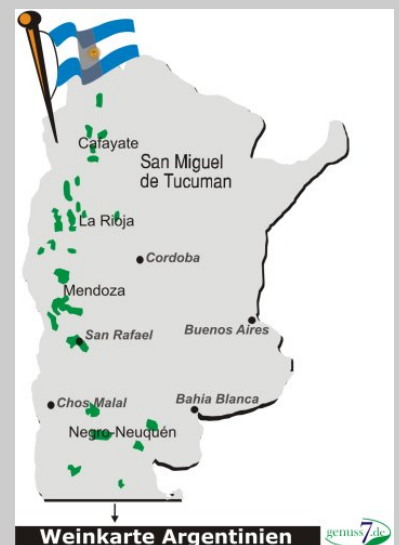 Cafayate
San Miguel
de Tucuman
La Rioja
Cordoba
Mendoza
San Rafael
Buenos Aires
Chos Malal
Bahia Blanca
Negro-Neuquén
Weinkarte Argentinien
genuss7.de